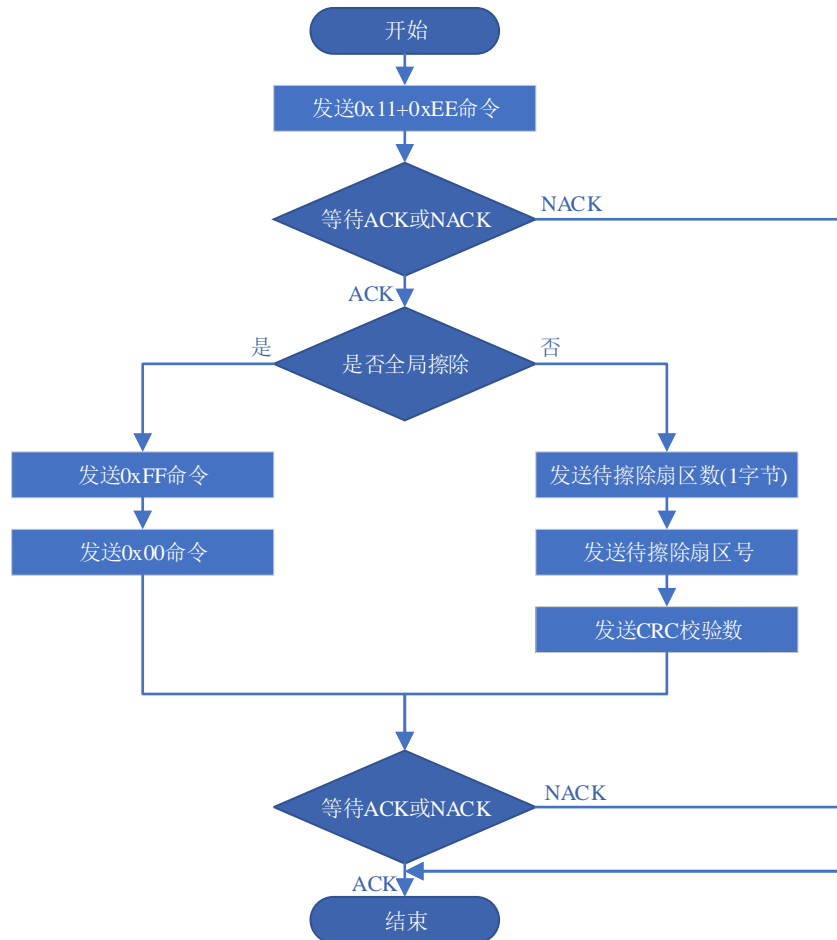 开始
发送0x11+0xEE命令
等待ACK或NACK
NACK
ACK
是否全局擦除
是
否
发送0xFF命令
发送待擦除扇区数(1字节)
发送0x00命令
发送待擦除扇区号
发送CRC校验数
等待ACK或NACK
NACK
ACK
结束